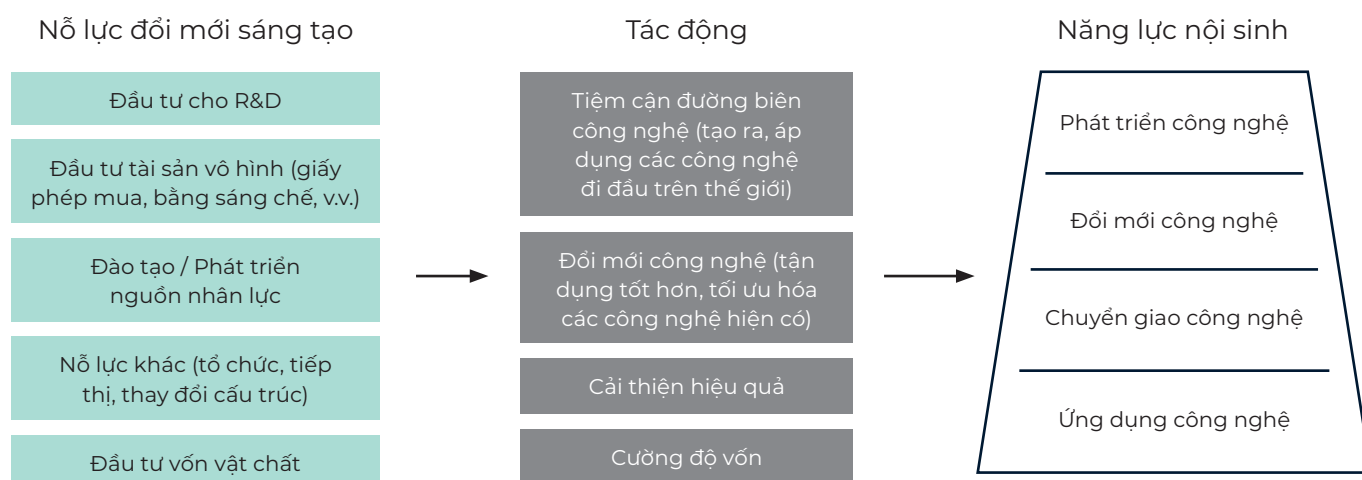 Nỗ lực đổi mới sáng tạo
Đầu tư cho R&D
Đầu tư tài sản vô hình (giấy
phép mua, bằng sáng chế, v.v.)
Đào tạo / Phát triển
nguồn nhân lực
Nỗ lực khác (tổ chức, tiếp
thị, thay đổi cấu trúc)
Đầu tư vốn vật chất
Tác động
Tiệm cận đường biên
công nghệ (tạo ra, áp
dụng các công nghệ
đi đầu trên thế giới)
Đổi mới công nghệ (tận
dụng tốt hơn, tối ưu hóa
các công nghệ hiện có)
Cải thiện hiệu quả
Cường độ vốn
Năng lực nội sinh
Phát triển công nghệ
Đổi mới công nghệ
Chuyển giao công nghệ
Ứng dụng công nghệ